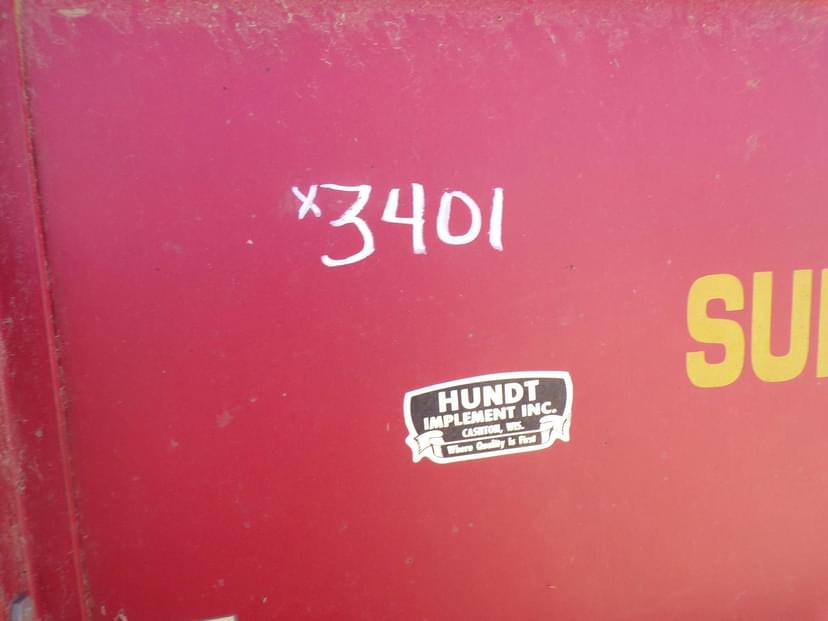 x3401
SU
HUNDT
IMPLEMENT INC.
CASHTON, WIS.
Where Quality Is First